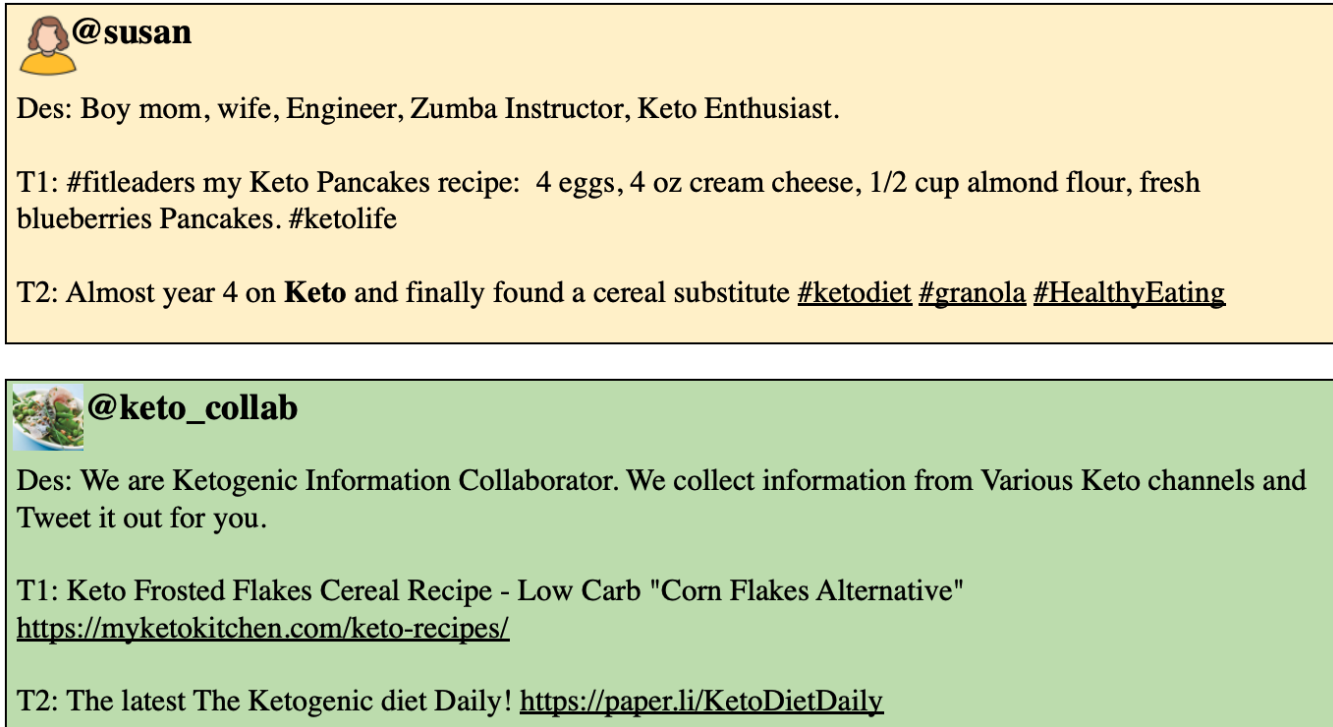 @susan
Des: Boy mom, wife, Engineer, Zumba Instructor, Keto Enthusiast.
T1: #fitleaders my Keto Pancakes recipe:  4 eggs, 4 oz cream cheese, 1/2 cup almond flour, fresh
blueberries Pancakes. #ketolife
T2: Almost year 4 on Keto and finally found a cereal substitute #ketodiet #granola #HealthyEating
@keto_collab
Des: We are Ketogenic Information Collaborator. We collect information from Various Keto channels and
Tweet it out for you.
T1: Keto Frosted Flakes Cereal Recipe - Low Carb "Corn Flakes Alternative"
https://myketokitchen.com/keto-recipes/
T2: The latest The Ketogenic diet Daily! https://paper.li/KetoDietDaily